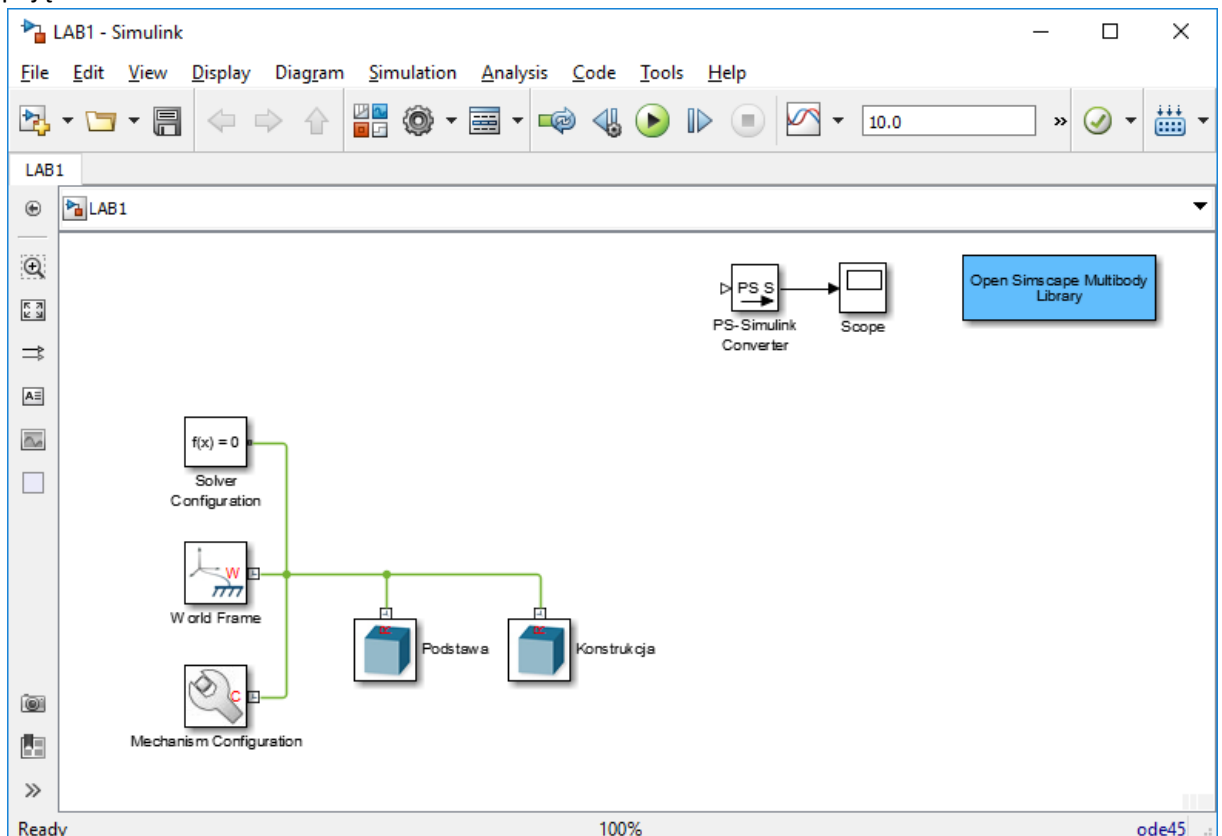 LAB1 - Simulink
File Edit View Display Diagram Simulation Analysis Code Tools Help
10.0
»
LAB1
LAB1
PS S
PS-Simulink
Converter
Scope
Open Simscape Multibody
Library
f(x) = 0
Solver
Configuration
W
World Frame
R
Podstawa
R
Konstrukcja
C
Mechanism Configuration
Ready 100% ode45